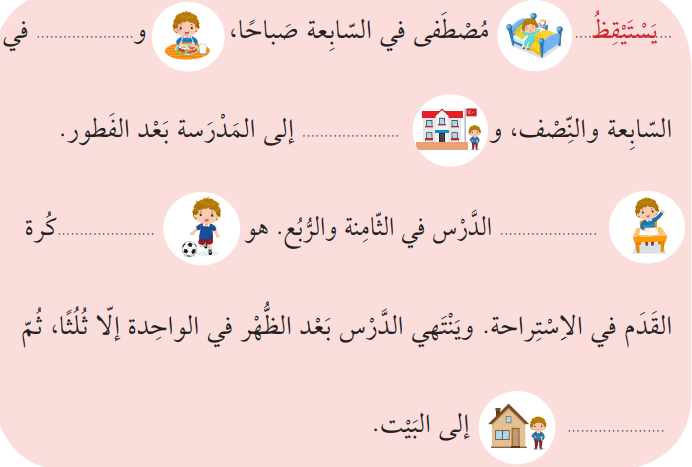 ...يَسْتَيْقِظُ.... مُصْطَفى في السّابِعة صَباحًا، و...................... في
السّابِعة والنِّصْف، و ...................... إلى المَدْرَسة بَعْد الفَطور.
...................... الدَّرْس في الثّامِنة والرُّبُع. هو ......................كُرة
القَدَم في الاِسْتِراحة. ويَنْتَهي الدَّرْس بَعْد الظُّهْر في الواحِدة إلّا ثُلُثًا، ثُمّ
...................... إلى البَيْت.